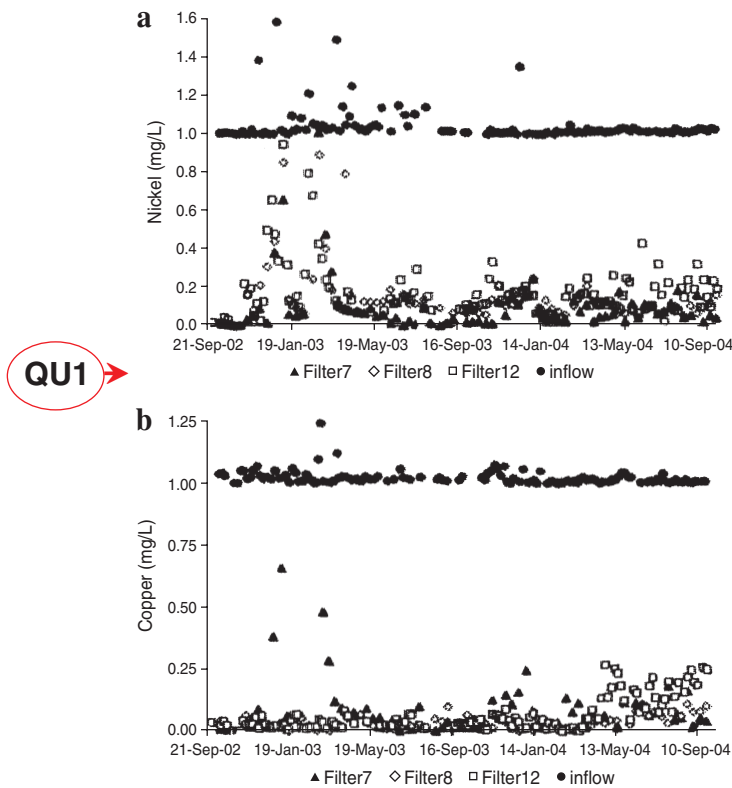 a
1.6
1.4
1.2
1.0
0.8
0.6
0.4
0.2
0.0
Nickel (mg/L)
21-Sep-02 19-Jan-03 19-May-03 16-Sep-03 14-Jan-04 13-May-04 10-Sep-04
Filter7 Filter8 Filter12 inflow
QU1
b
1.25
1.00
0.75
0.50
0.25
0.00
Copper (mg/L)
21-Sep-02 19-Jan-03 19-May-03 16-Sep-03 14-Jan-04 13-May-04 10-Sep-04
Filter7 Filter8 Filter12 inflow